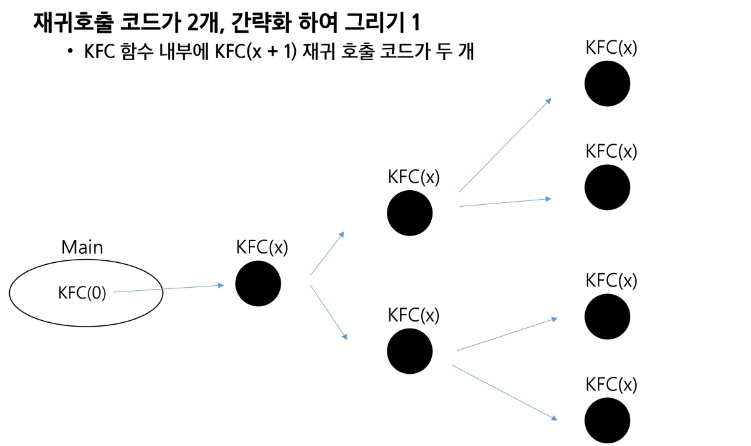 재귀호출 코드가 2개, 간략화 하여 그리기 1
• KFC 함수 내부에 KFC(x + 1) 재귀 호출 코드가 두 개
KFC(x)
KFC(x)
KFC(x)
Main
KFC(x)
KFC(0)
KFC(x)
KFC(x)
KFC(x)